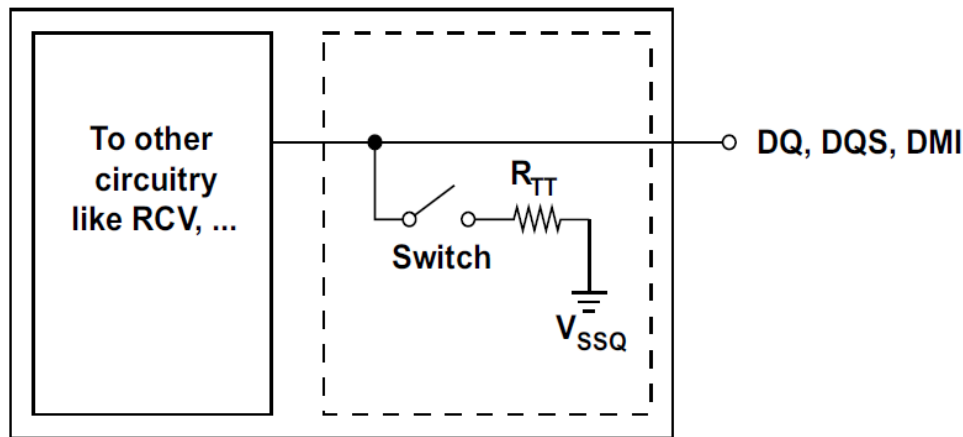 To other
circuitry
like RCV, ...
DQ, DQS, DMI
RTT
Switch
VSSQ